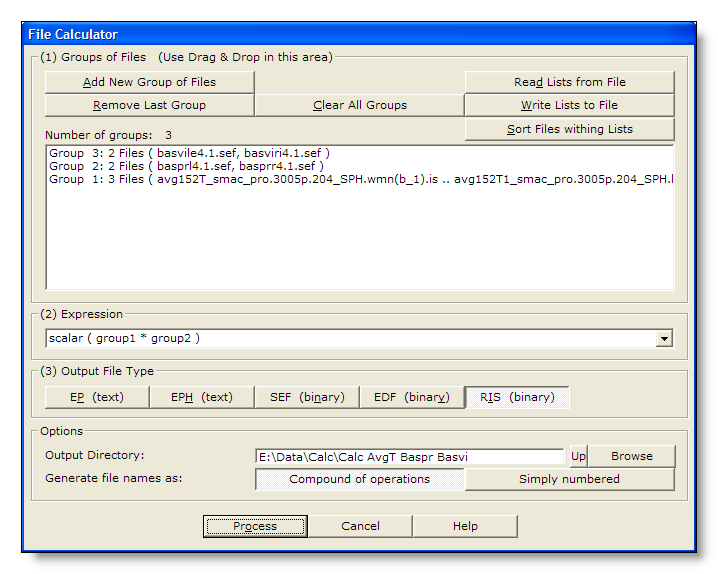 File Calculator
(1) Groups of Files (Use Drag & Drop in this area)
Add New Group of Files
Read Lists from File
Remove Last Group
Clear All Groups
Write Lists to File
Number of groups: 3
Sort Files withing Lists
Group 3: 2 Files ( basvile4.1.sef, basviri4.1.sef )
Group 2: 2 Files ( basprl4.1.sef, basprr4.1.sef )
Group 1: 3 Files ( avg152T_smac_pro.3005p.204_SPH.wmn(b_1).is .. avg152T1_smac_pro.3005p.204_SPH.l
(2) Expression
scalar ( group1 * group2 )
(3) Output File Type
EP (text)
EPH (text)
SEF (binary)
EDF (binary)
RIS (binary)
Options
Output Directory:
E:\Data\Calc\Calc AvgT Baspr Basvi
Up
Browse
Generate file names as:
Compound of operations
Simply numbered
Process
Cancel
Help